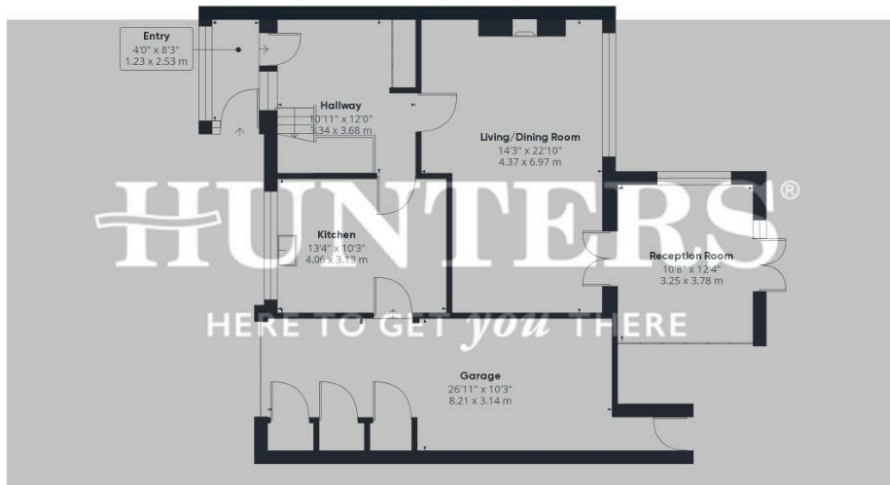 Entry
4'0" x 8'3"
1.23 x 2.53 m
Hallway
10'11" x 12'0"
3.34 x 3.68 m
Living/Dining Room
14'3" x 22'10"
4.37 x 6.97 m
HUNTERS®
Kitchen
13'4" x 10'3"
4.06 x 3.13 m
Reception Room
10'8" x 12'4"
3.25 x 3.78 m
HERE TO GET you THERE
Garage
26'11" x 10'3"
8.21 x 3.14 m